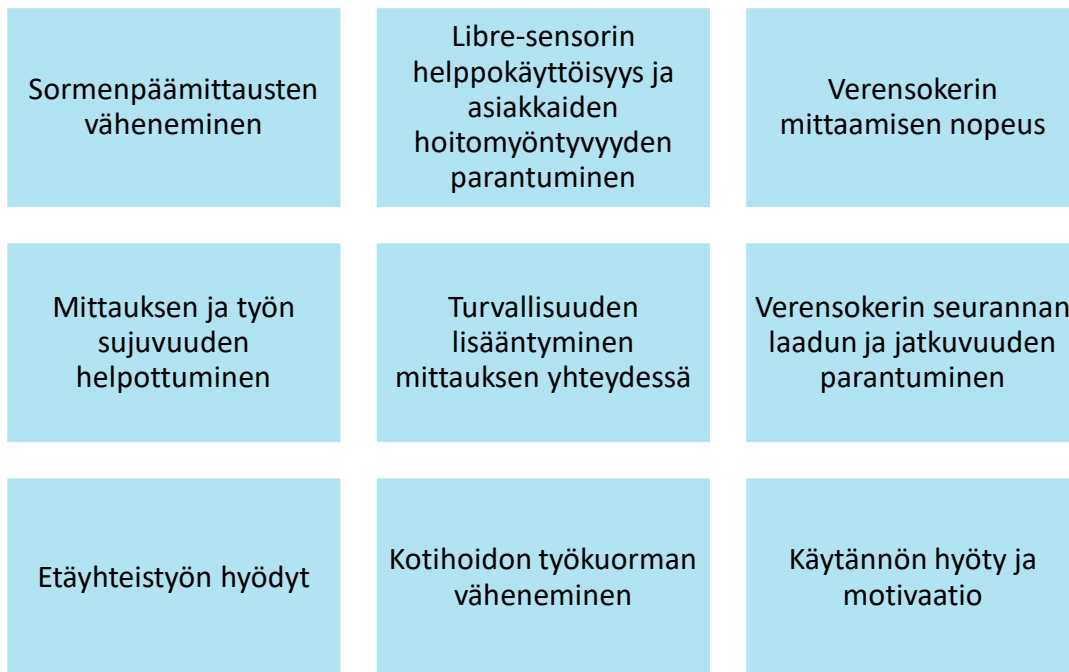 Sormenpäämittausten
väheneminen
Libre-sensorin
helppokäyttöisyys ja
asiakkaiden
hoitomyöntyvyyden
parantuminen
Verensokerin
mittaamisen nopeus
Mittauksen ja työn
sujuvuuden
helpottuminen
Turvallisuuden
lisääntyminen
mittauksen yhteydessä
Verensokerin seurannan
laadun ja jatkuvuuden
parantuminen
Etäyhteistyön hyödyt
Kotihoidon työkuorman
väheneminen
Käytännön hyöty ja
motivaatio